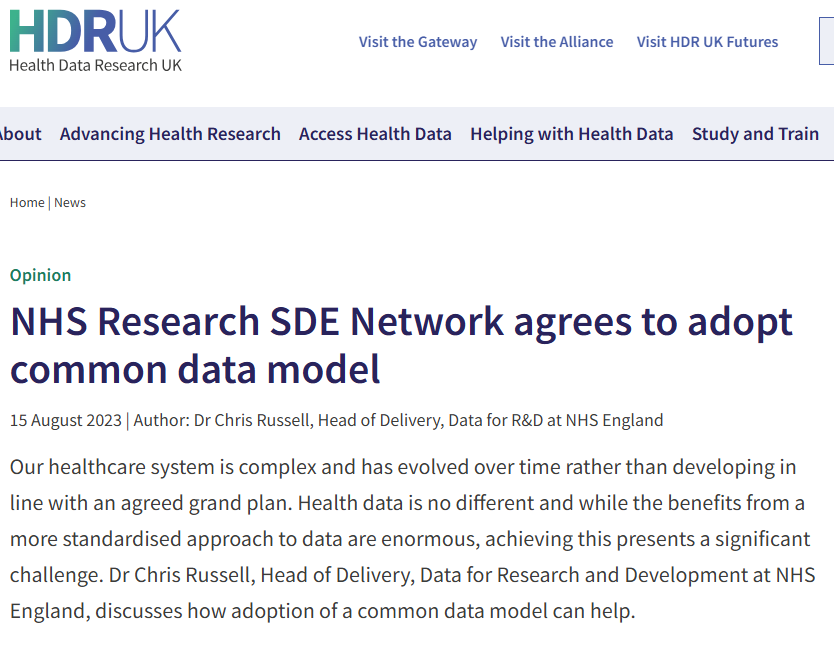 HDRUK
Health Data Research UK
Visit the Gateway Visit the Alliance Visit HDR UK Futures
About Advancing Health Research Access Health Data Helping with Health Data Study and Train
Home | News
Opinion
NHS Research SDE Network agrees to adopt
common data model
15 August 2023 | Author: Dr Chris Russell, Head of Delivery, Data for R&D at NHS England
Our healthcare system is complex and has evolved over time rather than developing in
line with an agreed grand plan. Health data is no different and while the benefits from a
more standardised approach to data are enormous, achieving this presents a significant
challenge. Dr Chris Russell, Head of Delivery, Data for Research and Development at NHS
England, discusses how adoption of a common data model can help.